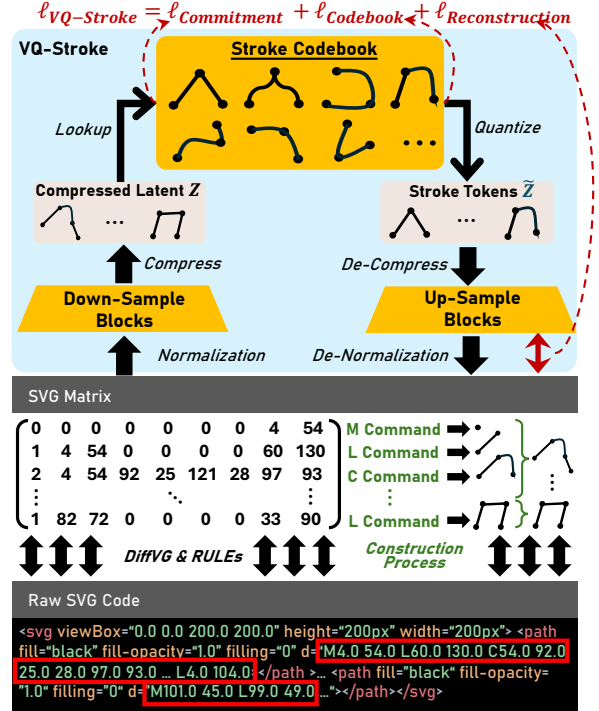 ℓVQ−Stroke = ℓCommitment + ℓCodebook + ℓReconstruction
VQ-Stroke
Stroke Codebook
Lookup
Quantize
Compressed Latent Z
Stroke Tokens Z̃
...
...
...
Compress
De-Compress
Down-Sample
Blocks
Up-Sample
Blocks
Normalization
De-Normalization
SVG Matrix
0 0 0 0 0 0 0 4 54
1 4 54 0 0 0 0 60 130
2 4 54 92 25 121 28 97 93
⋮ ⋱ ⋮
1 82 72 0 0 0 0 33 90
M Command
L Command
C Command
⋮
L Command
⋮
DiffVG & RULEs
Construction
Process
Raw SVG Code
<svg viewBox=“0.0 0.0 200.0 200.0” height=“200px” width=“200px”> <path
fill=“black” fill-opacity=“1.0” filling=“0” d=“M4.0 54.0 L60.0 130.0 C54.0 92.0
25.0 28.0 97.0 93.0 ... L4.0 104.0></path >... <path fill=”black“ fill-opacity=
”1.0“ filling=”0“ d=”M101.0 45.0 L99.0 49.0 ...“></path></svg>